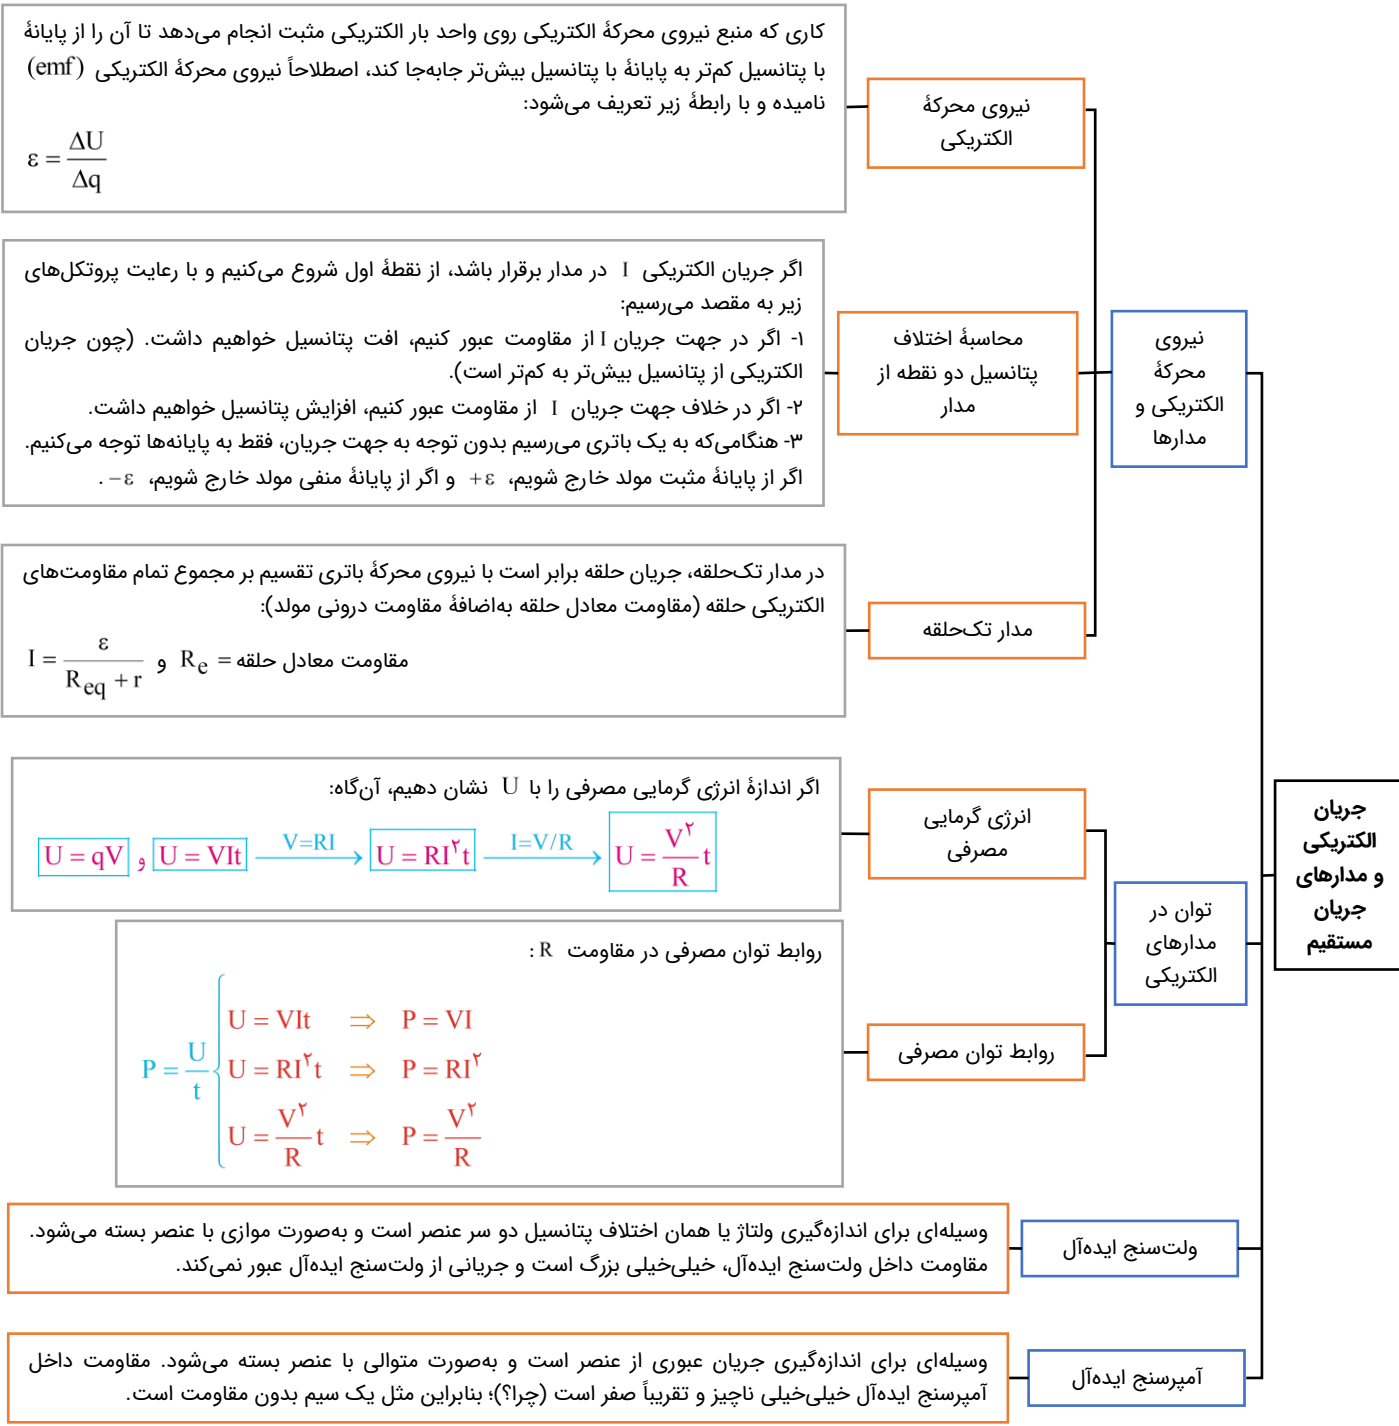 جریان
الکتریکی
و مدارهای
جریان
مستقیم
نیروی
محرکهٔ
الکتریکی و
مدارها
نیروی محرکهٔ
الکتریکی
کاری که منبع نیروی محرکهٔ الکتریکی روی واحد بار الکتریکی مثبت انجام می‌دهد تا آن را از پایانهٔ
با پتانسیل کم‌تر به پایانهٔ با پتانسیل بیش‌تر جابه‌جا کند، اصطلاحاً نیروی محرکهٔ الکتریکی (emf)
نامیده و با رابطهٔ زیر تعریف می‌شود:
ε = ΔU/Δq
محاسبهٔ اختلاف
پتانسیل دو نقطه از
مدار
اگر جریان الکتریکی I در مدار برقرار باشد، از نقطهٔ اول شروع می‌کنیم و با رعایت پروتکل‌های
زیر به مقصد می‌رسیم:
۱- اگر در جهت جریان I از مقاومت عبور کنیم، افت پتانسیل خواهیم داشت. (چون جریان
الکتریکی از پتانسیل بیش‌تر به کم‌تر است).
۲- اگر در خلاف جهت جریان I از مقاومت عبور کنیم، افزایش پتانسیل خواهیم داشت.
۳- هنگامی‌که به یک باتری می‌رسیم بدون توجه به جهت جریان، فقط به پایانه‌ها توجه می‌کنیم.
اگر از پایانهٔ مثبت مولد خارج شویم، +ε و اگر از پایانهٔ منفی مولد خارج شویم، −ε .
مدار تک‌حلقه
در مدار تک‌حلقه، جریان حلقه برابر است با نیروی محرکهٔ باتری تقسیم بر مجموع تمام مقاومت‌های
الکتریکی حلقه (مقاومت معادل حلقه به‌اضافهٔ مقاومت درونی مولد):
I = ε/(R_eq + r) و R_e = مقاومت معادل حلقه
توان در
مدارهای
الکتریکی
انرژی گرمایی
مصرفی
اگر اندازهٔ انرژی گرمایی مصرفی را با U نشان دهیم، آن‌گاه:
U = qV و U = VIt —V=RI→ U = RI^۲t —I=V/R→ U = V^۲/R t
روابط توان مصرفی
روابط توان مصرفی در مقاومت R :
P = U/t {
U = VIt ⇒ P = VI
U = RI^۲t ⇒ P = RI^۲
U = V^۲/R t ⇒ P = V^۲/R
ولت‌سنج ایده‌آل
وسیله‌ای برای اندازه‌گیری ولتاژ یا همان اختلاف پتانسیل دو سر عنصر است و به‌صورت موازی با عنصر بسته می‌شود.
مقاومت داخل ولت‌سنج ایده‌آل، خیلی‌خیلی بزرگ است و جریانی از ولت‌سنج ایده‌آل عبور نمی‌کند.
آمپرسنج ایده‌آل
وسیله‌ای برای اندازه‌گیری جریان عبوری از عنصر است و به‌صورت متوالی با عنصر بسته می‌شود. مقاومت داخل
آمپرسنج ایده‌آل خیلی‌خیلی ناچیز و تقریباً صفر است (چرا؟)؛ بنابراین مثل یک سیم بدون مقاومت است.